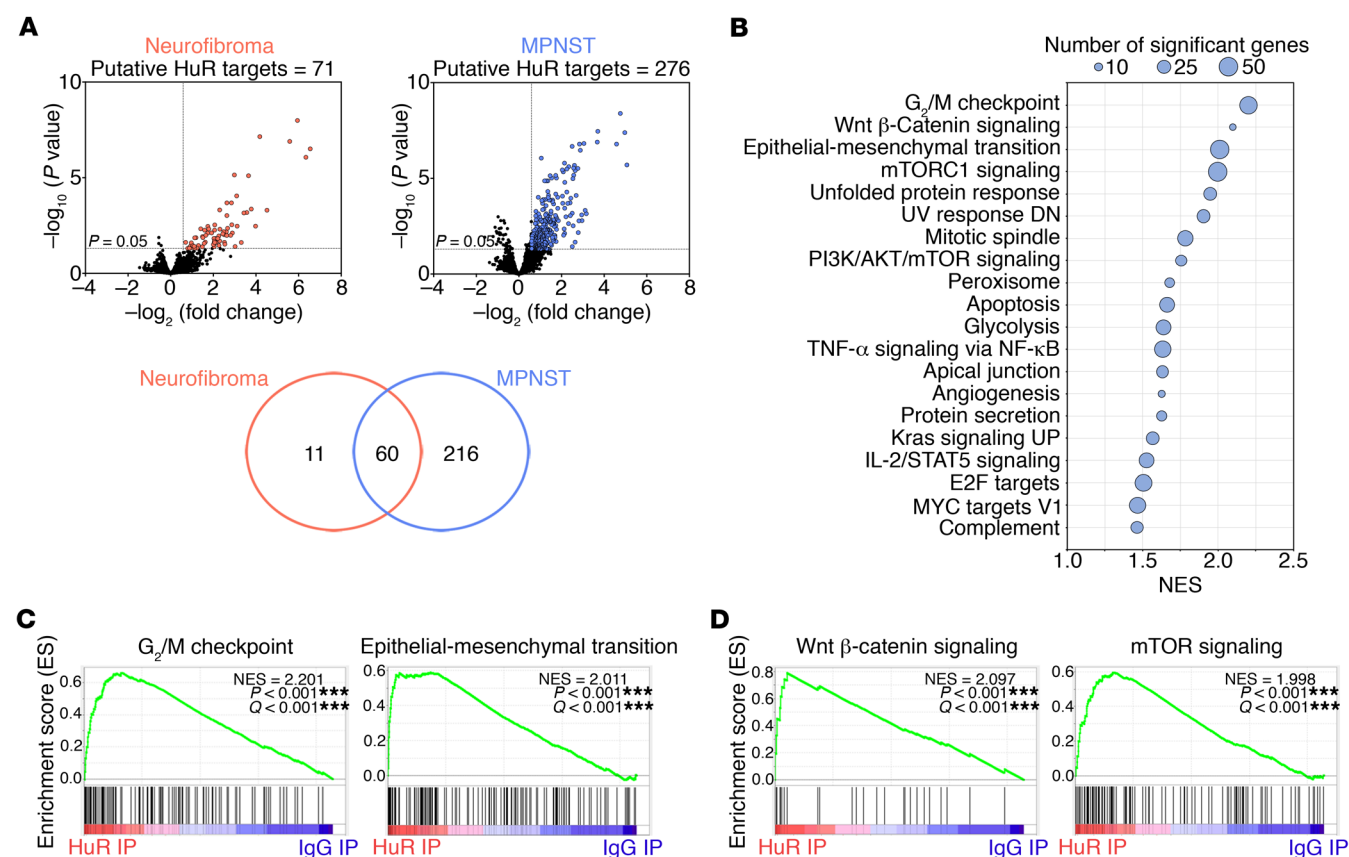 A
Neurofibroma
Putative HuR targets = 71
10
5
0
–log10 (P value)
P = 0.05
–4 –2 0 2 4 6 8
–log2 (fold change)
MPNST
Putative HuR targets = 276
10
5
0
–log10 (P value)
P = 0.05
–4 –2 0 2 4 6 8
–log2 (fold change)
Neurofibroma
MPNST
11 60 216
B
Number of significant genes
10 25 50
G2/M checkpoint
Wnt β-Catenin signaling
Epithelial-mesenchymal transition
mTORC1 signaling
Unfolded protein response
UV response DN
Mitotic spindle
PI3K/AKT/mTOR signaling
Peroxisome
Apoptosis
Glycolysis
TNF-α signaling via NF-κB
Apical junction
Angiogenesis
Protein secretion
Kras signaling UP
IL-2/STAT5 signaling
E2F targets
MYC targets V1
Complement
1.0 1.5 2.0 2.5
NES
C
Enrichment score (ES)
G2/M checkpoint
NES = 2.201
P < 0.001***
Q < 0.001***
0.6
0.4
0.2
0.0
HuR IP IgG IP
Epithelial-mesenchymal transition
NES = 2.011
P < 0.001***
Q < 0.001***
0.6
0.4
0.2
0.0
HuR IP IgG IP
D
Enrichment score (ES)
Wnt β-catenin signaling
NES = 2.097
P < 0.001***
Q < 0.001***
0.8
0.6
0.4
0.2
0.0
HuR IP IgG IP
mTOR signaling
NES = 1.998
P < 0.001***
Q < 0.001***
0.6
0.4
0.2
0.0
HuR IP IgG IP